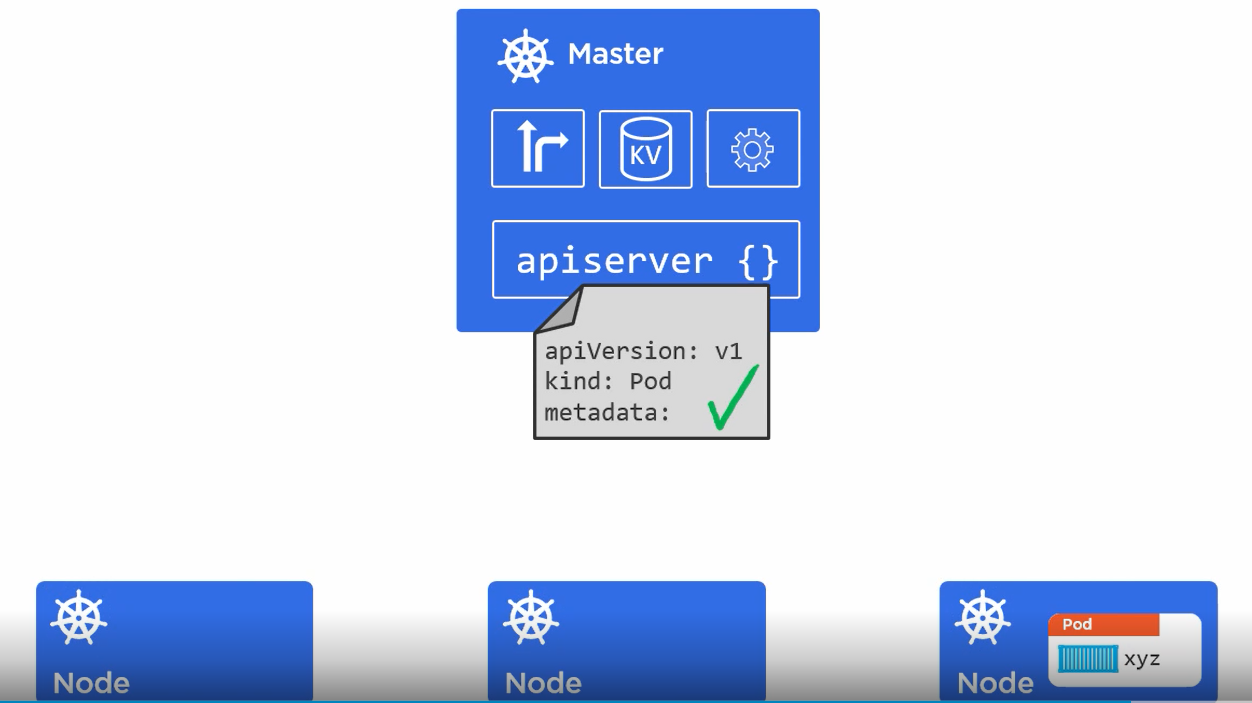 Master
KV
apiserver {}
apiVersion: v1
kind: Pod
metadata:
Node
Node
Node
Pod
xyz